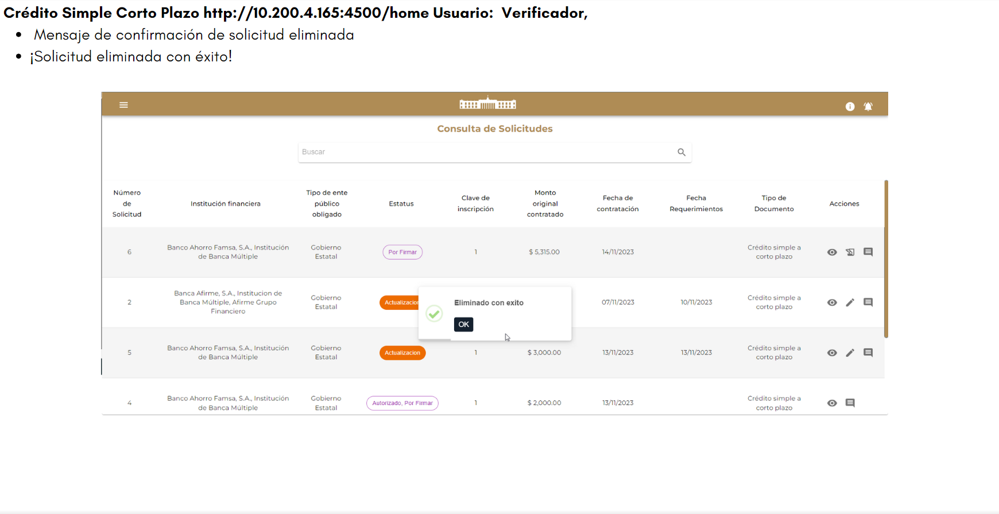 Crédito Simple Corto Plazo http://10.200.4.165:4500/home Usuario:  Verificador,
• Mensaje de confirmación de solicitud eliminada
• ¡Solicitud eliminada con éxito!
Consulta de Solicitudes
Buscar
Número de Solicitud
Institución financiera
Tipo de ente público obligado
Estatus
Clave de inscripción
Monto original contratado
Fecha de contratación
Fecha Requerimientos
Tipo de Documento
Acciones
6
Banco Ahorro Famsa, S.A., Institución
de Banca Múltiple
Gobierno
Estatal
Por Firmar
1
$ 5,315.00
14/11/2023
Crédito simple a
corto plazo
2
Banca Afirme, S.A., Institucion de
Banca Múltiple, Afirme Grupo
Financiero
Gobierno
Estatal
Actualizacion
07/11/2023
10/11/2023
Crédito simple a
corto plazo
Eliminado con exito
OK
5
Banco Ahorro Famsa, S.A., Institución
de Banca Múltiple
Gobierno
Estatal
Actualizacion
1
$ 3,000.00
13/11/2023
13/11/2023
Crédito simple a
corto plazo
4
Banco Ahorro Famsa, S.A., Institución
de Banca Múltiple
Gobierno
Estatal
Autorizado, Por Firmar
1
$ 2,000.00
13/11/2023
Crédito simple a
corto plazo